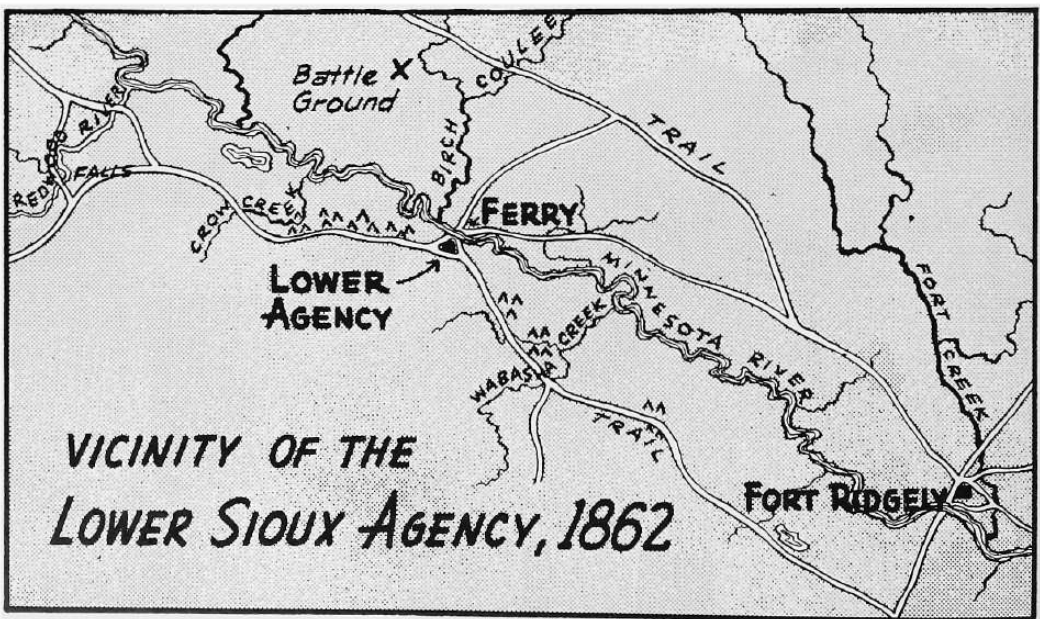 Battle X
Ground
BIRCH COULEE
TRAIL
REDWOOD RIVER
FALLS
CROW CREEK
FERRY
LOWER
AGENCY
MINNESOTA RIVER
FORT CREEK
WABASHA CREEK
TRAIL
FORT RIDGELY
VICINITY OF THE
LOWER SIOUX AGENCY, 1862